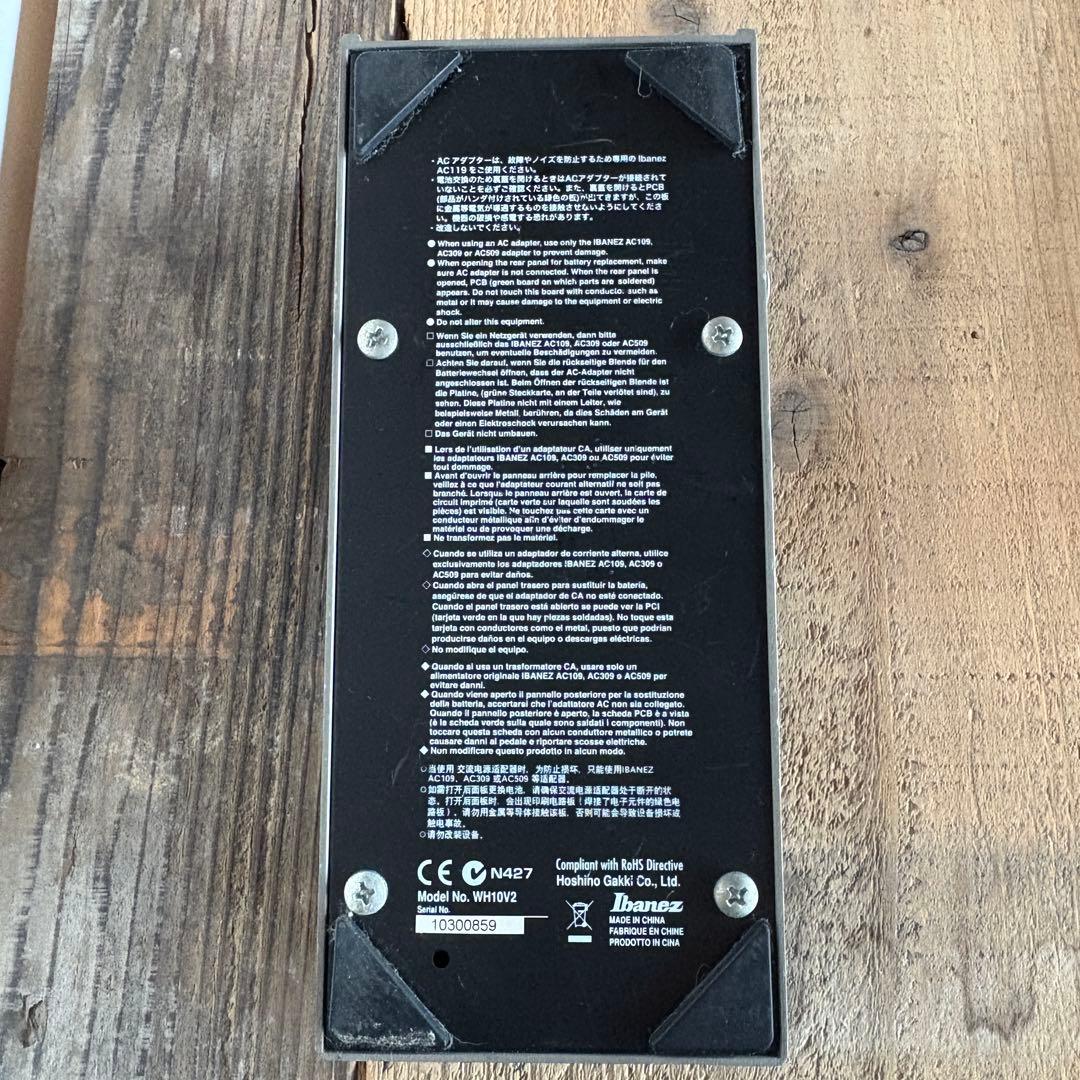 ・AC アダプターは、故障やノイズを防止するため専用の Ibanez
AC119 をご使用ください。
・電池交換のため裏蓋を開けるときはACアダプターが接続されて
いないことを必ずご確認ください。また、裏蓋を開けるとPCB
(部品がハンダ付けされている緑色の板)が出てきますが、この板
に金属等電気が導通するものを接触させないようにしてくださ
い。機器の破損や感電する恐れがあります。
・改造しないでください。
● When using an AC adapter, use only the IBANEZ AC109,
AC309 or AC509 adapter to prevent damage.
● When opening the rear panel for battery replacement, make
sure AC adapter is not connected. When the rear panel is
opened, PCB (green board on which parts are soldered)
appears. Do not touch this board with conducto. such as
metal or it may cause damage to the equipment or electric
shock.
● Do not alter this equipment.
□ Wenn Sie ein Netzgerät verwenden, dann bitte
ausschließlich das IBANEZ AC109, AC309 oder AC509
benutzen, um eventuelle Beschädigungen zu vermeiden.
□ Achten Sie darauf, wenn Sie die rückseitige Blende für den
Batteriewechsel öffnen, dass der AC-Adapter nicht
angeschlossen ist. Beim Öffnen der rückseitigen Blende ist
die Platine, (grüne Steckkarte, an der Teile verlötet sind), zu
sehen. Diese Platine nicht mit einem Leiter, wie
beispielsweise Metall, berühren, da dies Schäden am Gerät
oder einen Elektroschock verursachen kann.
□ Das Gerät nicht umbauen.
■ Lors de l'utilisation d'un adaptateur CA, utiliser uniquement
les adaptateurs IBANEZ AC109, AC309 ou AC509 pour éviter
tout dommage.
■ Avant d'ouvrir le panneau arrière pour remplacer la pile,
veillez à ce que l'adaptateur courant alternatif ne soit pas
branché. Lorsque le panneau arrière est ouvert, la carte de
circuit imprimé (carte verte sur laquelle sont soudées les
pièces) est visible. Ne touchez pas cette carte avec un
conducteur métallique afin d'éviter d'endommager le
matériel ou de provoquer une décharge.
■ Ne transformez pas le matériel.
◇ Cuando se utiliza un adaptador de corriente alterna, utilice
exclusivamente los adaptadores IBANEZ AC109, AC309 o
AC509 para evitar daños.
◇ Cuando abra el panel trasero para sustituir la batería,
asegúrese de que el adaptador de CA no esté conectado.
Cuando el panel trasero está abierto se puede ver la PCI
(tarjeta verde en la que hay piezas soldadas). No toque esta
tarjeta con conductores como el metal, puesto que podrían
producirse daños en el equipo o descargas eléctricas.
◇ No modifique el equipo.
◆ Quando si usa un trasformatore CA, usare solo un
alimentatore originale IBANEZ AC109, AC309 o AC509 per
evitare danni.
◆ Quando viene aperto il pannello posteriore per la sostituzione
della batteria, accertarsi che l'adattatore AC non sia collegato.
Quando il pannello posteriore è aperto, la scheda PCB è a vista
(è la scheda verde sulla quale sono saldati i componenti). Non
toccare questa scheda con alcun conduttore metallico o potrete
causare danni al pedale e riportare scosse elettriche.
◆ Non modificare questo prodotto in alcun modo.
○当使用 交流电源适配器时，为防止损坏，只能使用IBANEZ
AC109，AC309 或AC509 等适配器。
○如需打开后面板更换电池，请确保交流电源适配器处于断开的状
态。打开后面板时，会出现印刷电路板（焊接了电子元件的绿色电
路板）。请勿用金属等导体接触该板，否则可能会导致设备损坏或
触电事故。
○请勿改装设备。
CE N427
Compliant with RoHS Directive
Hoshino Gakki Co., Ltd.
Model No. WH10V2
Serial No.
10300859
Ibanez
MADE IN CHINA
FABRIQUE EN CHINE
PRODOTTO IN CINA